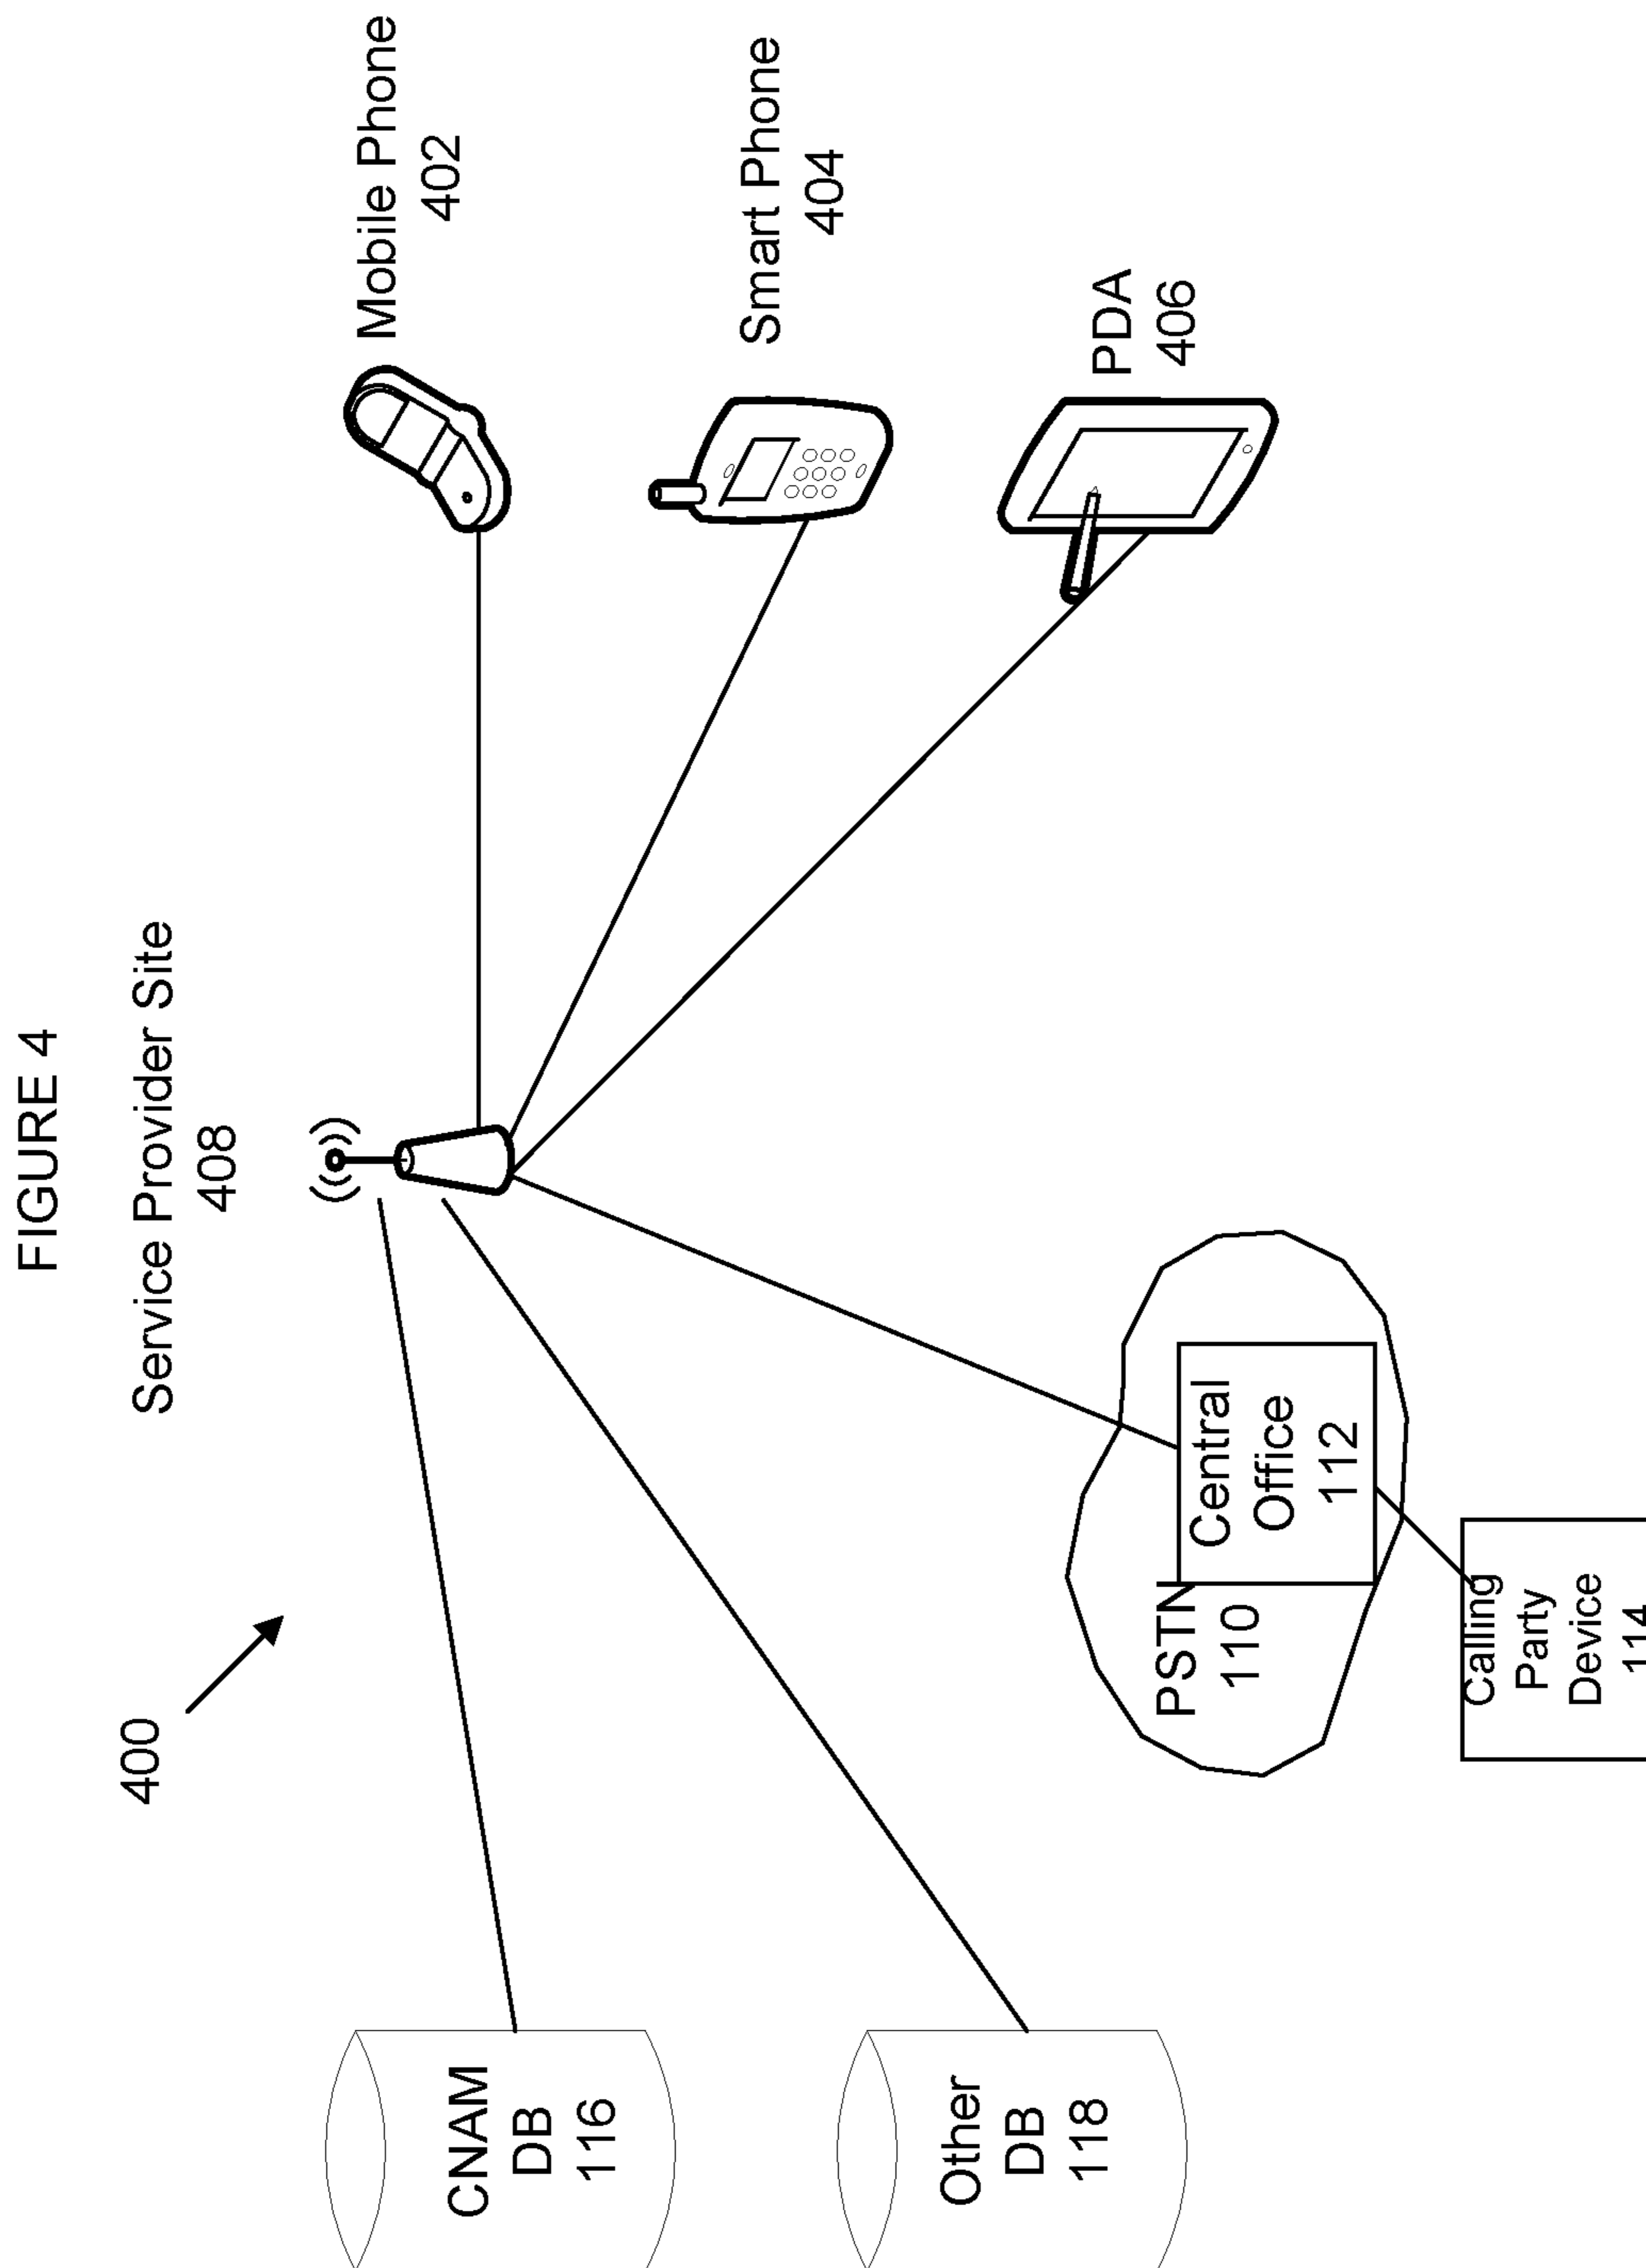 FIGURE 4
Service Provider Site
408
400
Mobile Phone
402
Smart Phone
404
PDA
406
CNAM
DB
116
Other
DB
118
PSTN
110
Central
Office
112
Calling
Party
Device
114